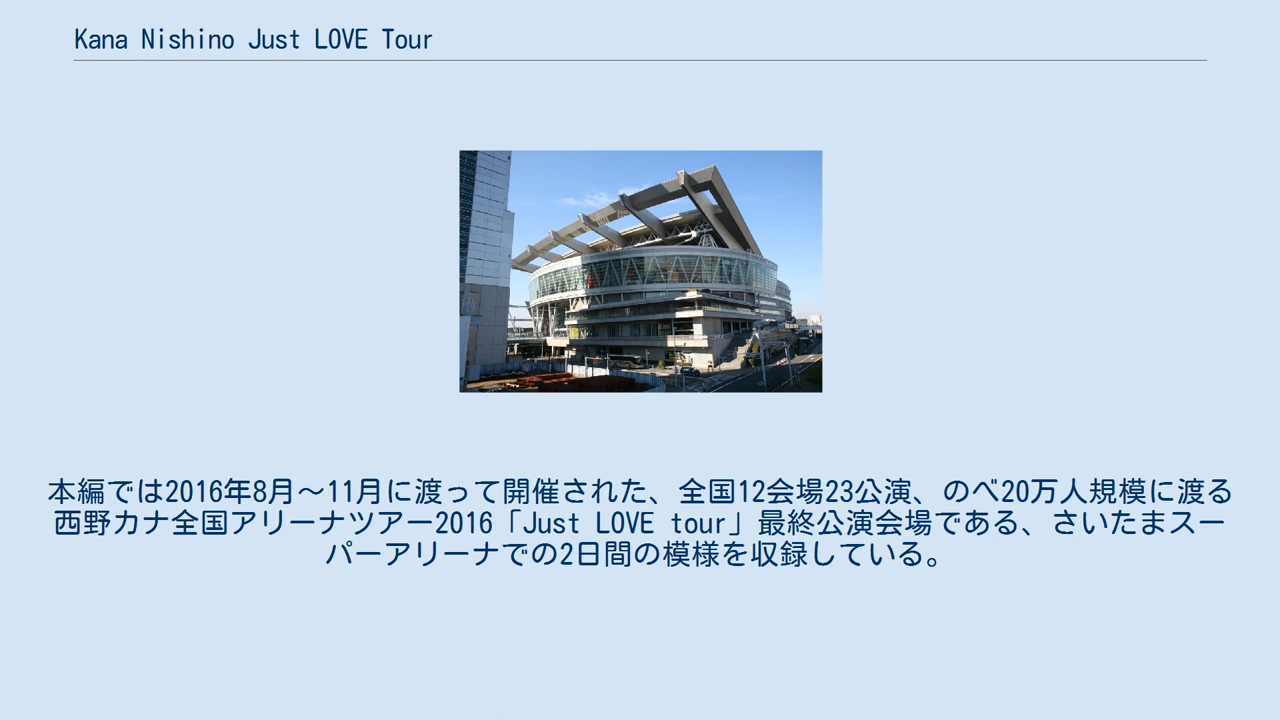 Kana Nishino Just LOVE Tour
本編では2016年8月～11月に渡って開催された、全国12会場23公演、のべ20万人規模に渡る
西野カナ全国アリーナツアー2016「Just LOVE tour」最終公演会場である、さいたまスー
パーアリーナでの2日間の模様を収録している。